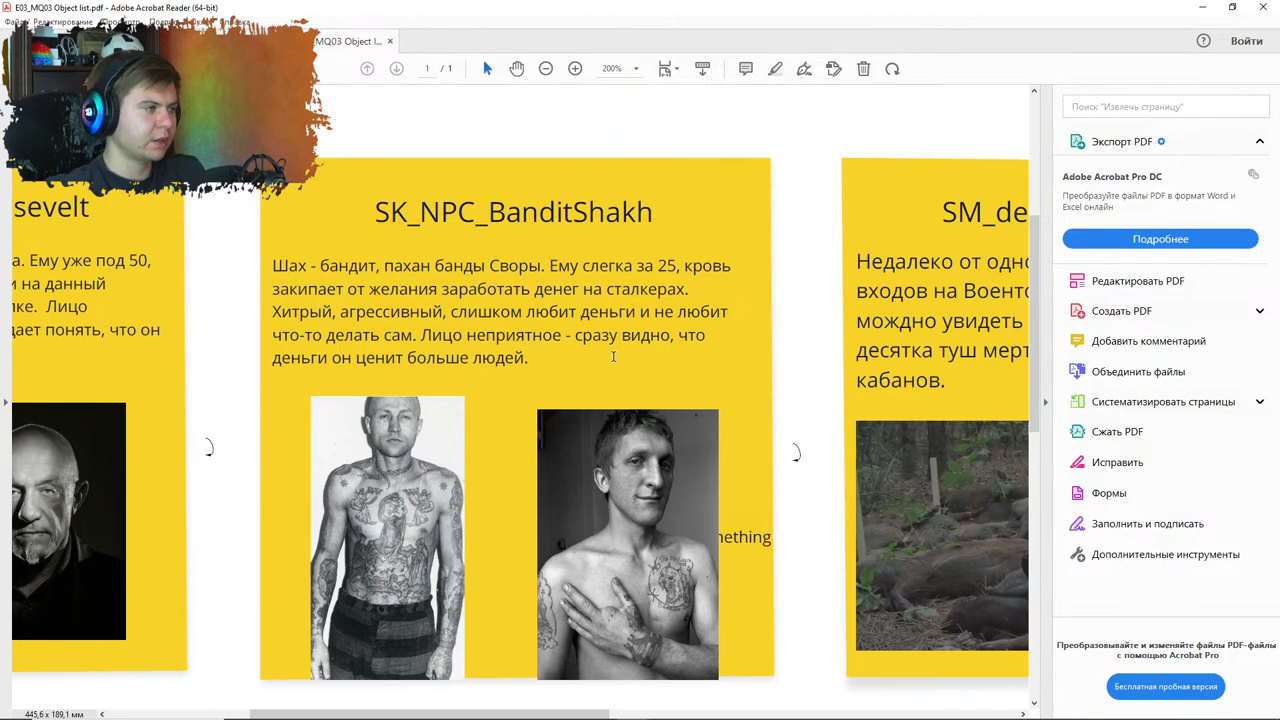 E03_MQ03 Object list.pdf - Adobe Acrobat Reader (64-bit)
Файл Редактирование Просмотр
_MQ03 Object l... ×
Войти
1 / 1
200%
Поиск "Извлечь страницу"
Экспорт PDF
Adobe Acrobat Pro DC
Преобразуйте файлы PDF в формат Word и
Excel онлайн
Подробнее
Редактировать PDF
Создать PDF
Добавить комментарий
Объединить файлы
Систематизировать страницы
Сжать PDF
Исправить
Формы
Заполнить и подписать
Дополнительные инструменты
Преобразовывайте и изменяйте файлы PDF-файлы
с помощью Acrobat Pro
Бесплатная пробная версия
sevelt
а. Ему уже под 50,
и на данный
лке. Лицо
дает понять, что он
SK_NPC_BanditShakh
Шах - бандит, пахан банды Своры. Ему слегка за 25, кровь
закипает от желания заработать денег на сталкерах.
Хитрый, агрессивный, слишком любит деньги и не любит
что-то делать сам. Лицо неприятное - сразу видно, что
деньги он ценит больше людей.
nething
SM_de
Недалеко от одно
входов на Военто
мождно увидеть
десятка туш мерт
кабанов.
445,6 x 189,1 мм